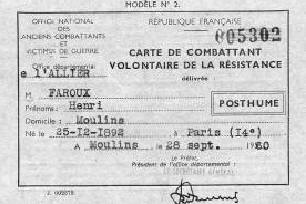 MODÈLE N° 2.
OFFICE NATIONAL
DES
ANCIENS COMBATTANTS
ET
VICTIMES DE GUERRE
Office départemental
e l'ALLIER
RÉPUBLIQUE FRANÇAISE
005302
CARTE DE COMBATTANT
VOLONTAIRE DE LA RÉSISTANCE
délivrée
M. FAROUX
POSTHUME
Prénoms : Henri
Domicile : Moulins
Né le 25-12-1892 à Paris (14e)
A Moulins le 28 sept. 1960
Le Préfet,
Président de l'office départemental :